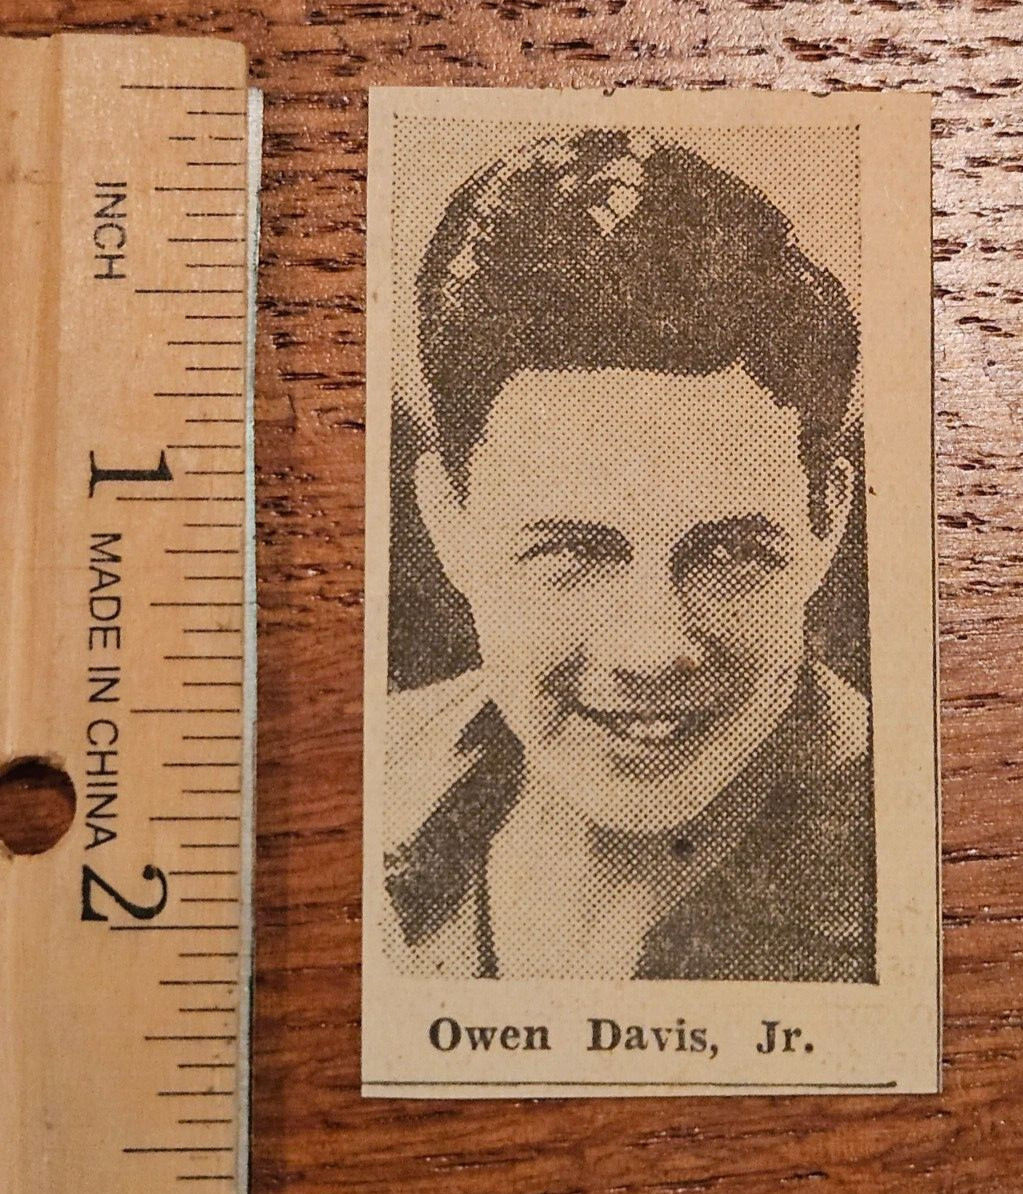 INCH
1
MADE IN CHINA
2
Owen Davis, Jr.